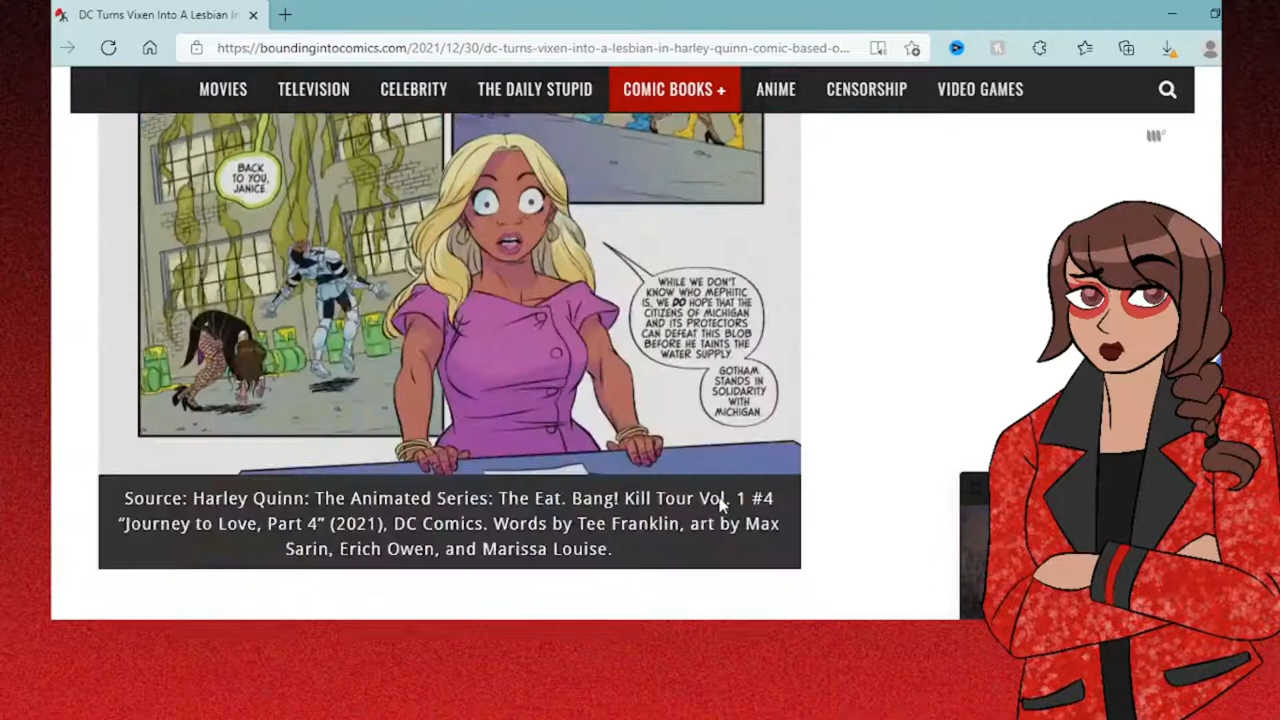 DC Turns Vixen Into A Lesbian In
https://boundingintocomics.com/2021/12/30/dc-turns-vixen-into-a-lesbian-in-harley-quinn-comic-based-o...
MOVIES TELEVISION CELEBRITY THE DAILY STUPID COMIC BOOKS + ANIME CENSORSHIP VIDEO GAMES
BACK
TO YOU,
JANICE.
WHILE WE DON'T
KNOW WHO MEPHITIC
IS, WE DO HOPE THAT THE
CITIZENS OF MICHIGAN
AND ITS PROTECTORS
CAN DEFEAT THIS BLOB
BEFORE HE TAINTS THE
WATER SUPPLY.
GOTHAM
STANDS IN
SOLIDARITY
WITH
MICHIGAN.
Source: Harley Quinn: The Animated Series: The Eat. Bang! Kill Tour Vol. 1 #4
“Journey to Love, Part 4” (2021), DC Comics. Words by Tee Franklin, art by Max
Sarin, Erich Owen, and Marissa Louise.